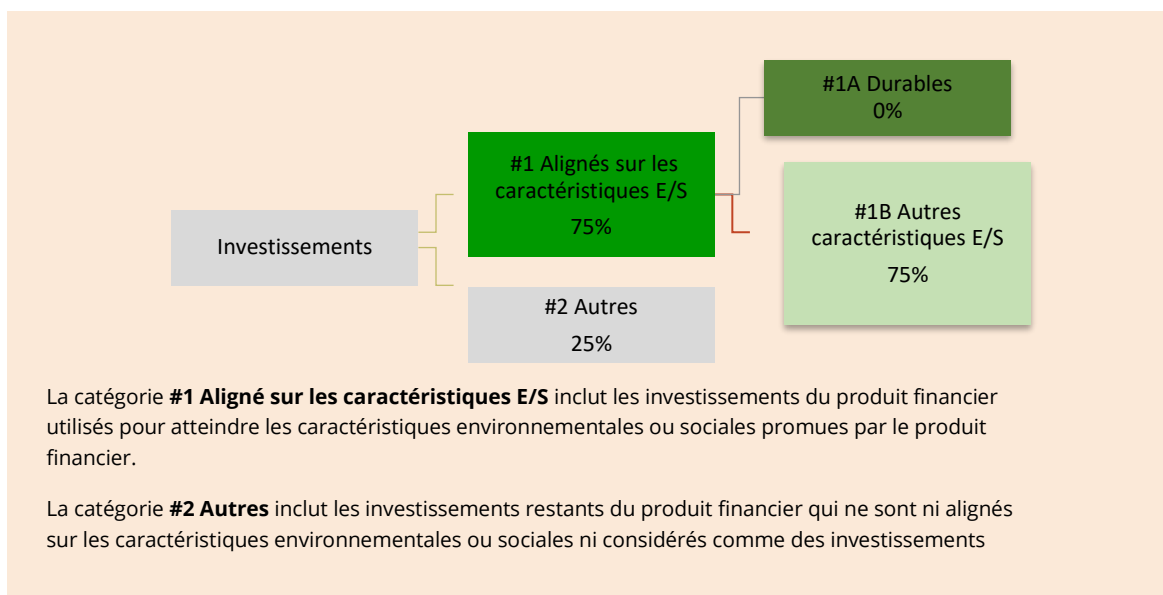 #1A Durables
0%
#1 Alignés sur les
caractéristiques E/S
75%
#1B Autres
caractéristiques E/S
75%
Investissements
#2 Autres
25%
La catégorie #1 Aligné sur les caractéristiques E/S inclut les investissements du produit financier
utilisés pour atteindre les caractéristiques environnementales ou sociales promues par le produit
financier.
La catégorie #2 Autres inclut les investissements restants du produit financier qui ne sont ni alignés
sur les caractéristiques environnementales ou sociales ni considérés comme des investissements